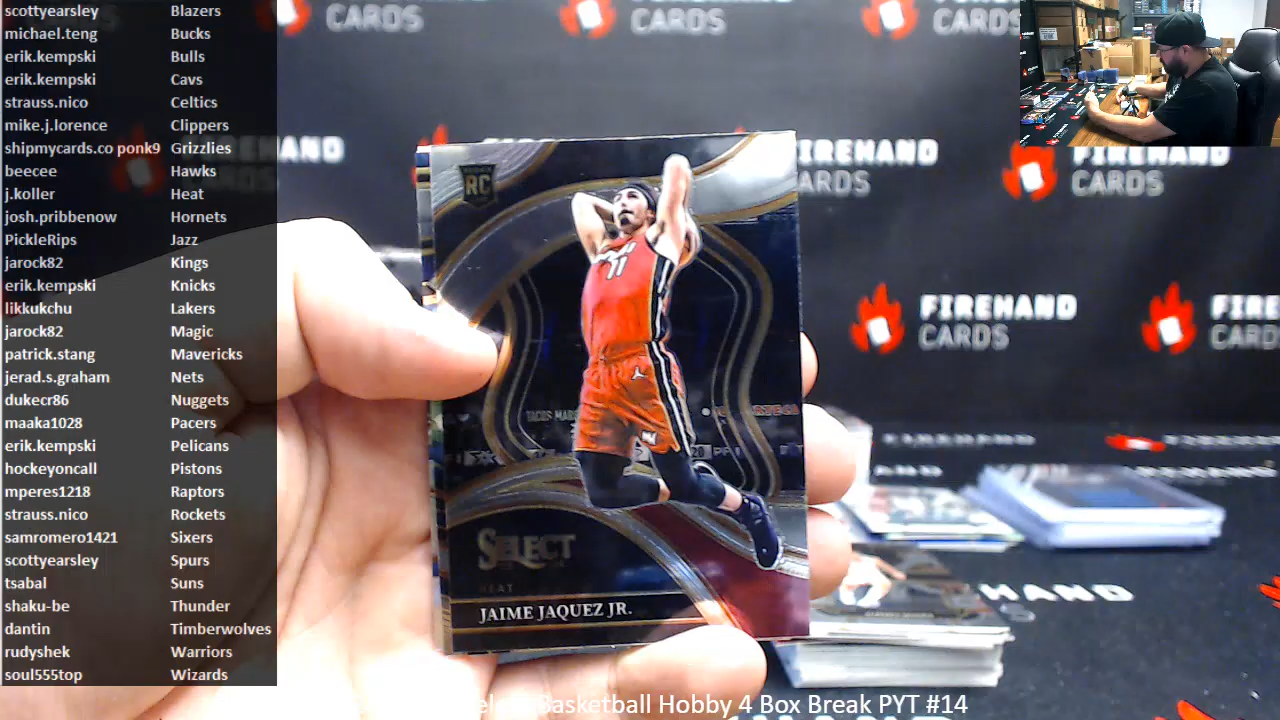 scottyearsley Blazers
michael.teng Bucks
erik.kempski Bulls
erik.kempski Cavs
strauss.nico Celtics
mike.j.lorence Clippers
shipmycards.co ponk9 Grizzlies
beecee Hawks
j.koller Heat
josh.pribbenow Hornets
PickleRips Jazz
jarock82 Kings
erik.kempski Knicks
likkukchu Lakers
jarock82 Magic
patrick.stang Mavericks
jerad.s.graham Nets
dukecr86 Nuggets
maaka1028 Pacers
erik.kempski Pelicans
hockeyoncall Pistons
mperes1218 Raptors
strauss.nico Rockets
samromero1421 Sixers
scottyearsley Spurs
tsabal Suns
shaku-be Thunder
dantin Timberwolves
rudyshek Warriors
soul555top Wizards
CARDS
CARDS
CARDS
FIREHAND
CARDS
RC
11
TACOS
20
SELECT
HEAT
JAIME JAQUEZ JR.
Basketball Hobby 4 Box Break PYT #14